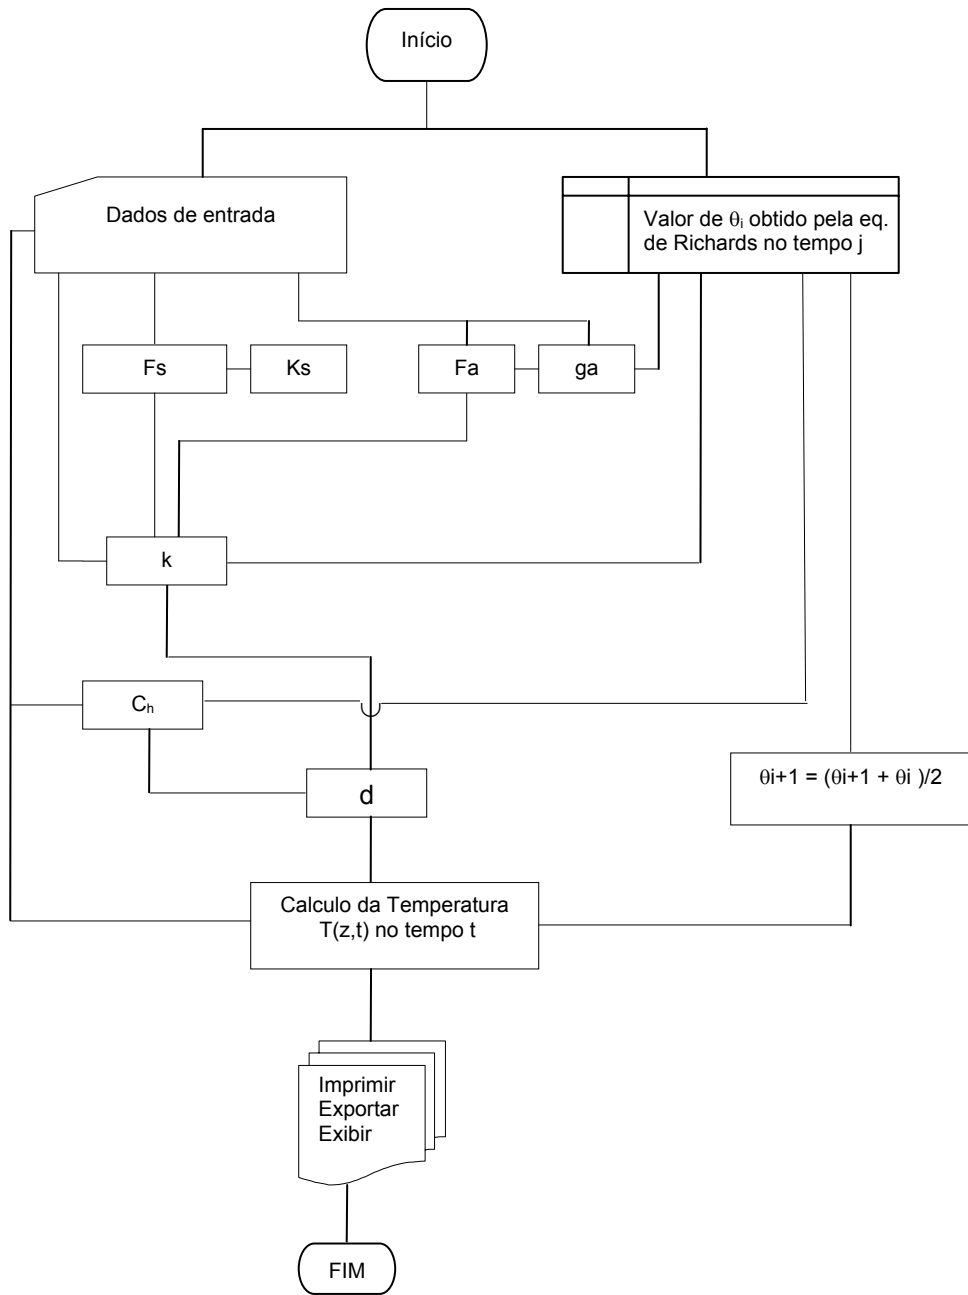 Início
Dados de entrada
Valor de θi obtido pela eq.
de Richards no tempo j
Fs
Ks
Fa
ga
k
Ch
d
θi+1 = (θi+1 + θi )/2
Calculo da Temperatura
T(z,t) no tempo t
Imprimir
Exportar
Exibir
FIM